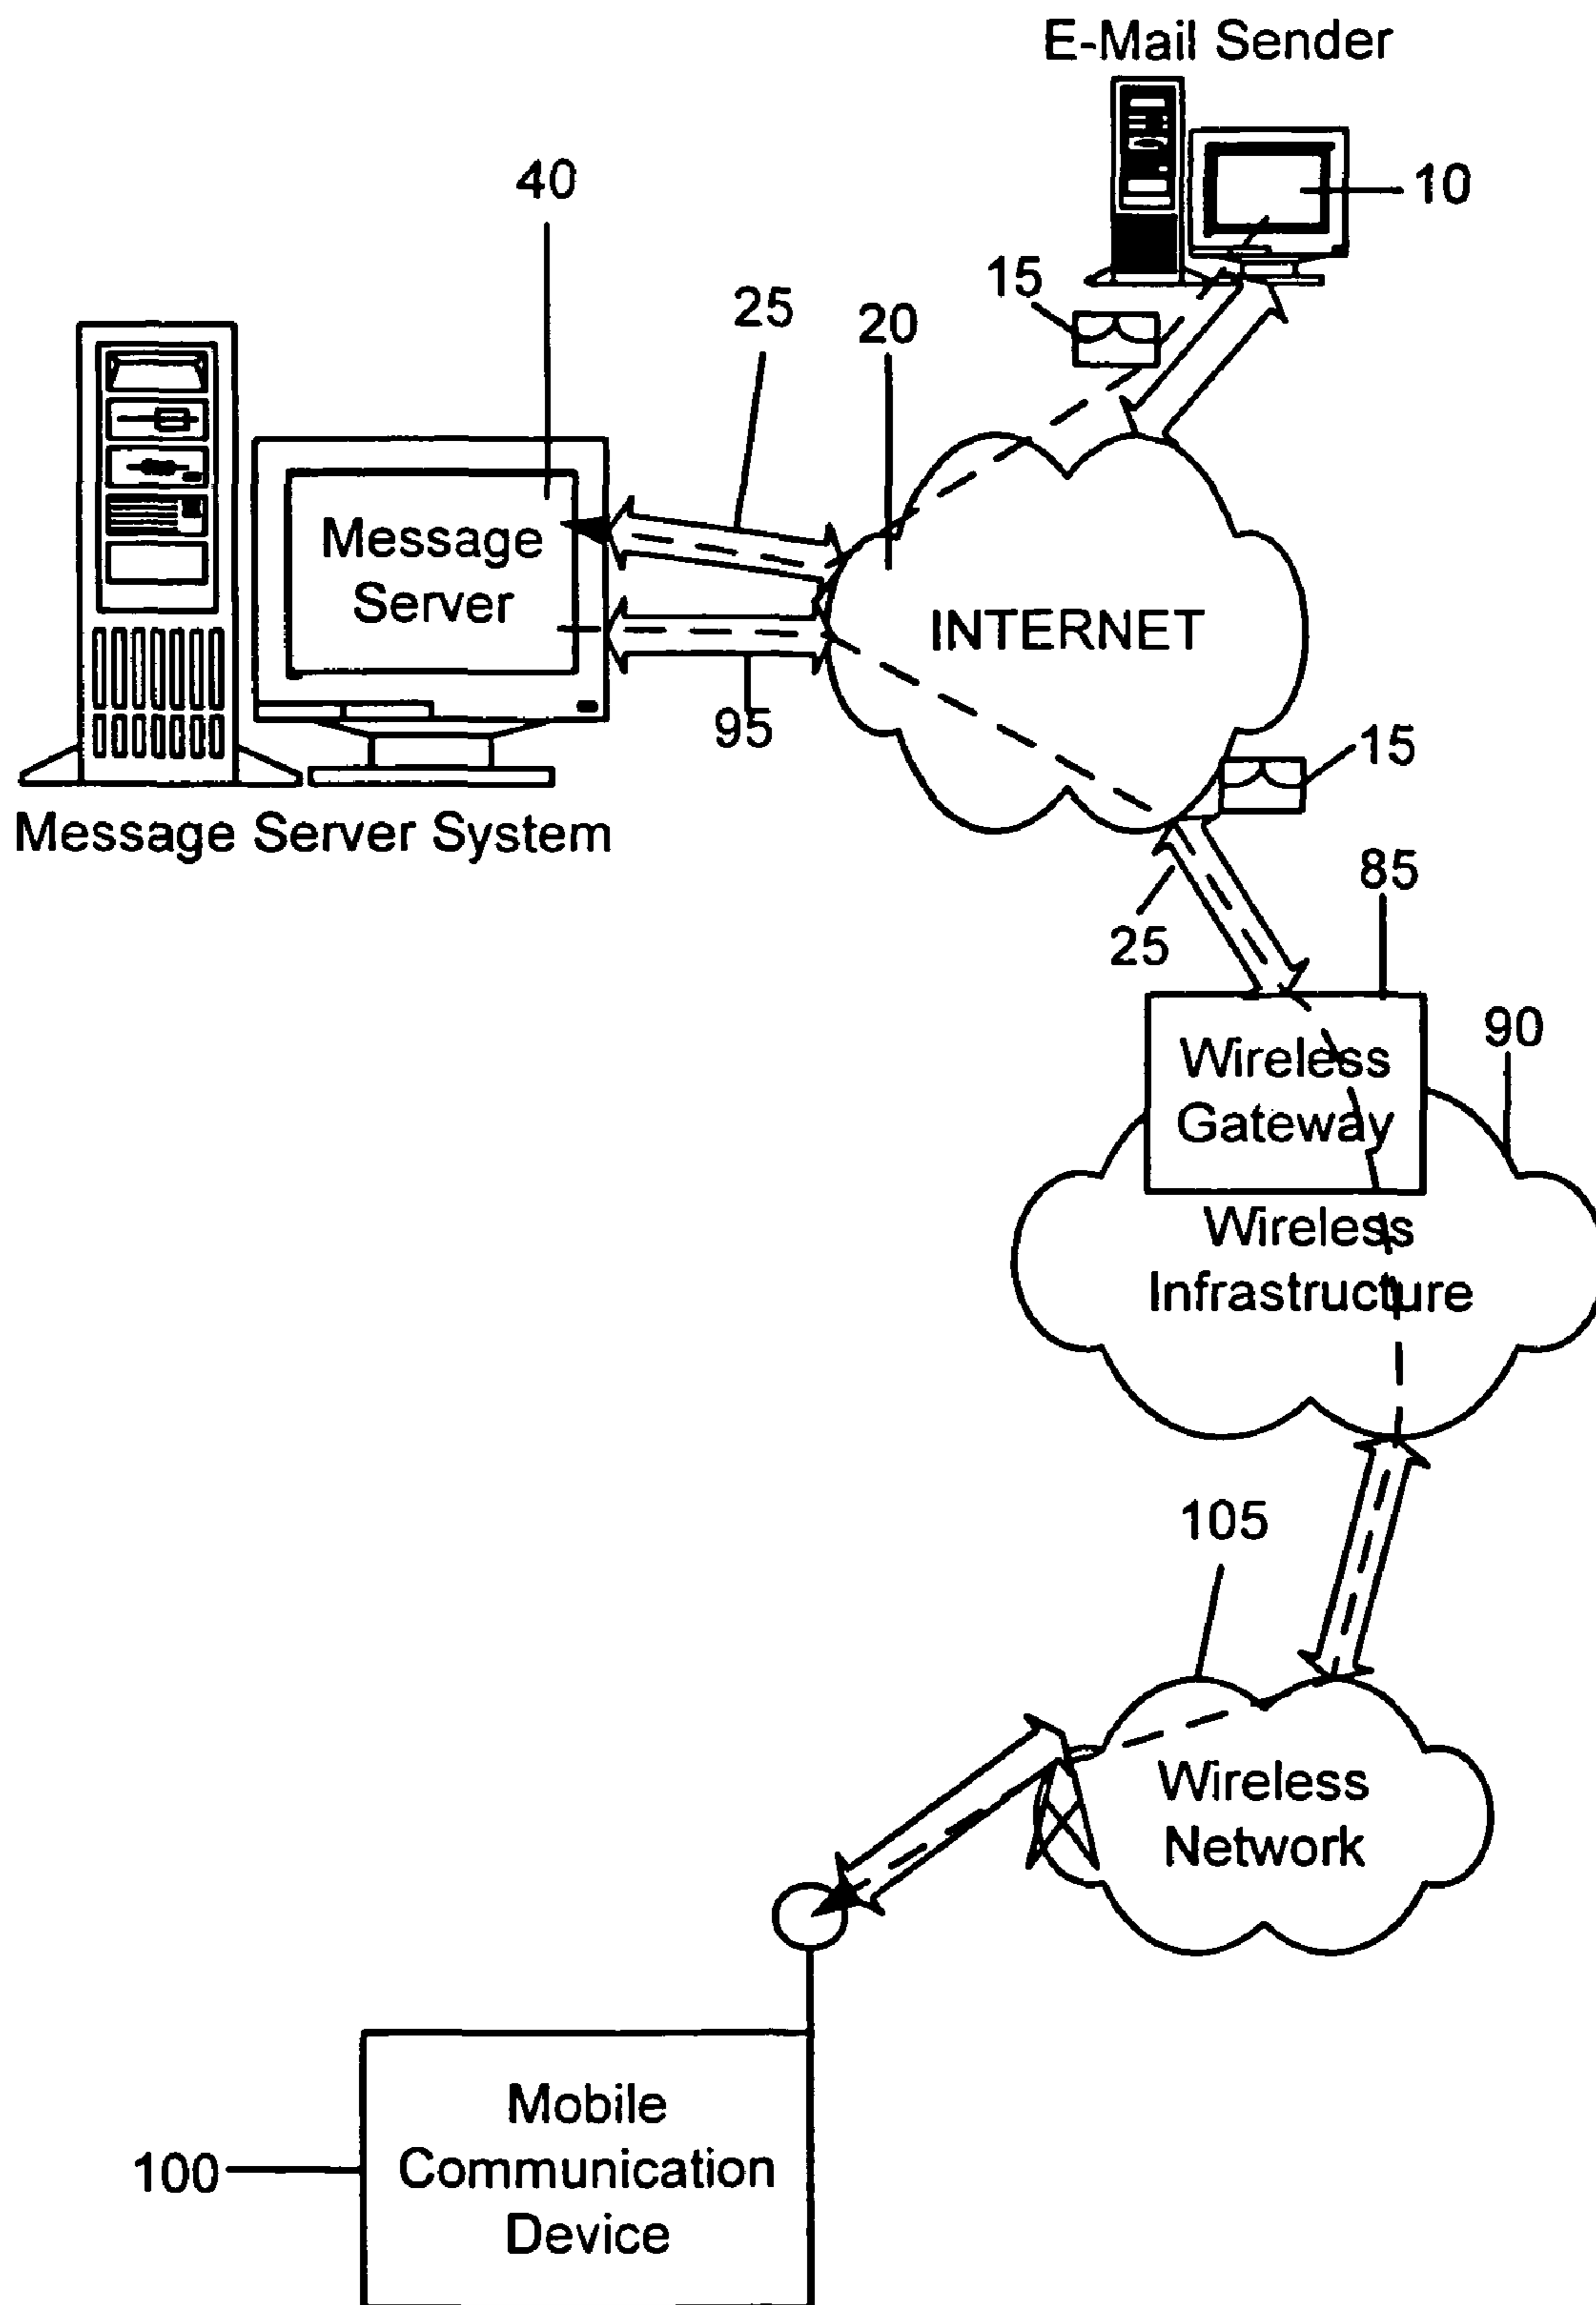 E-Mail Sender
40
10
15
25
20
Message
Server
INTERNET
95
15
Message Server System
85
25
90
Wireless
Gateway
Wireless
Infrastructure
105
Wireless
Network
Mobile
Communication
Device
100